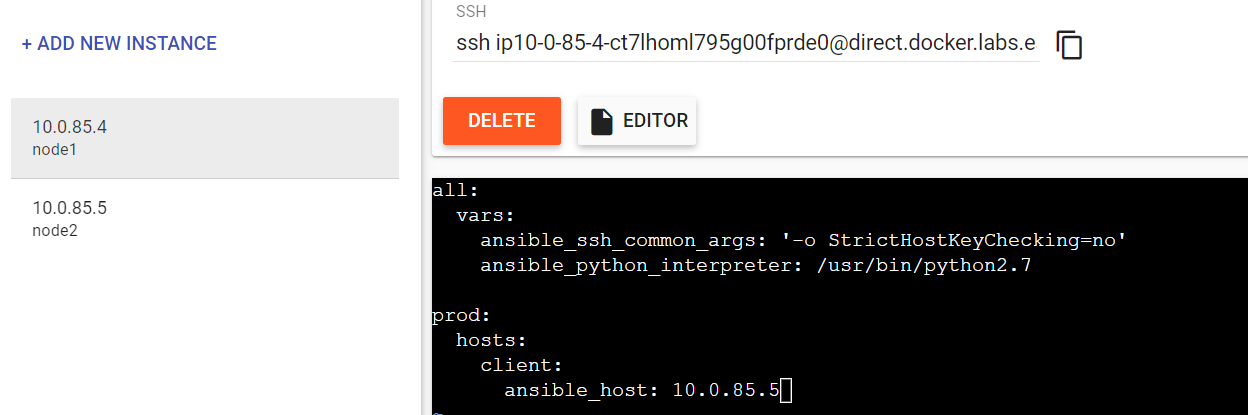 + ADD NEW INSTANCE
10.0.85.4
node1
10.0.85.5
node2
SSH
ssh ip10-0-85-4-ct7lhoml795g00fprde0@direct.docker.labs.e
DELETE
EDITOR
all:
  vars:
    ansible_ssh_common_args: '-o StrictHostKeyChecking=no'
    ansible_python_interpreter: /usr/bin/python2.7

prod:
  hosts:
    client:
      ansible_host: 10.0.85.5
~